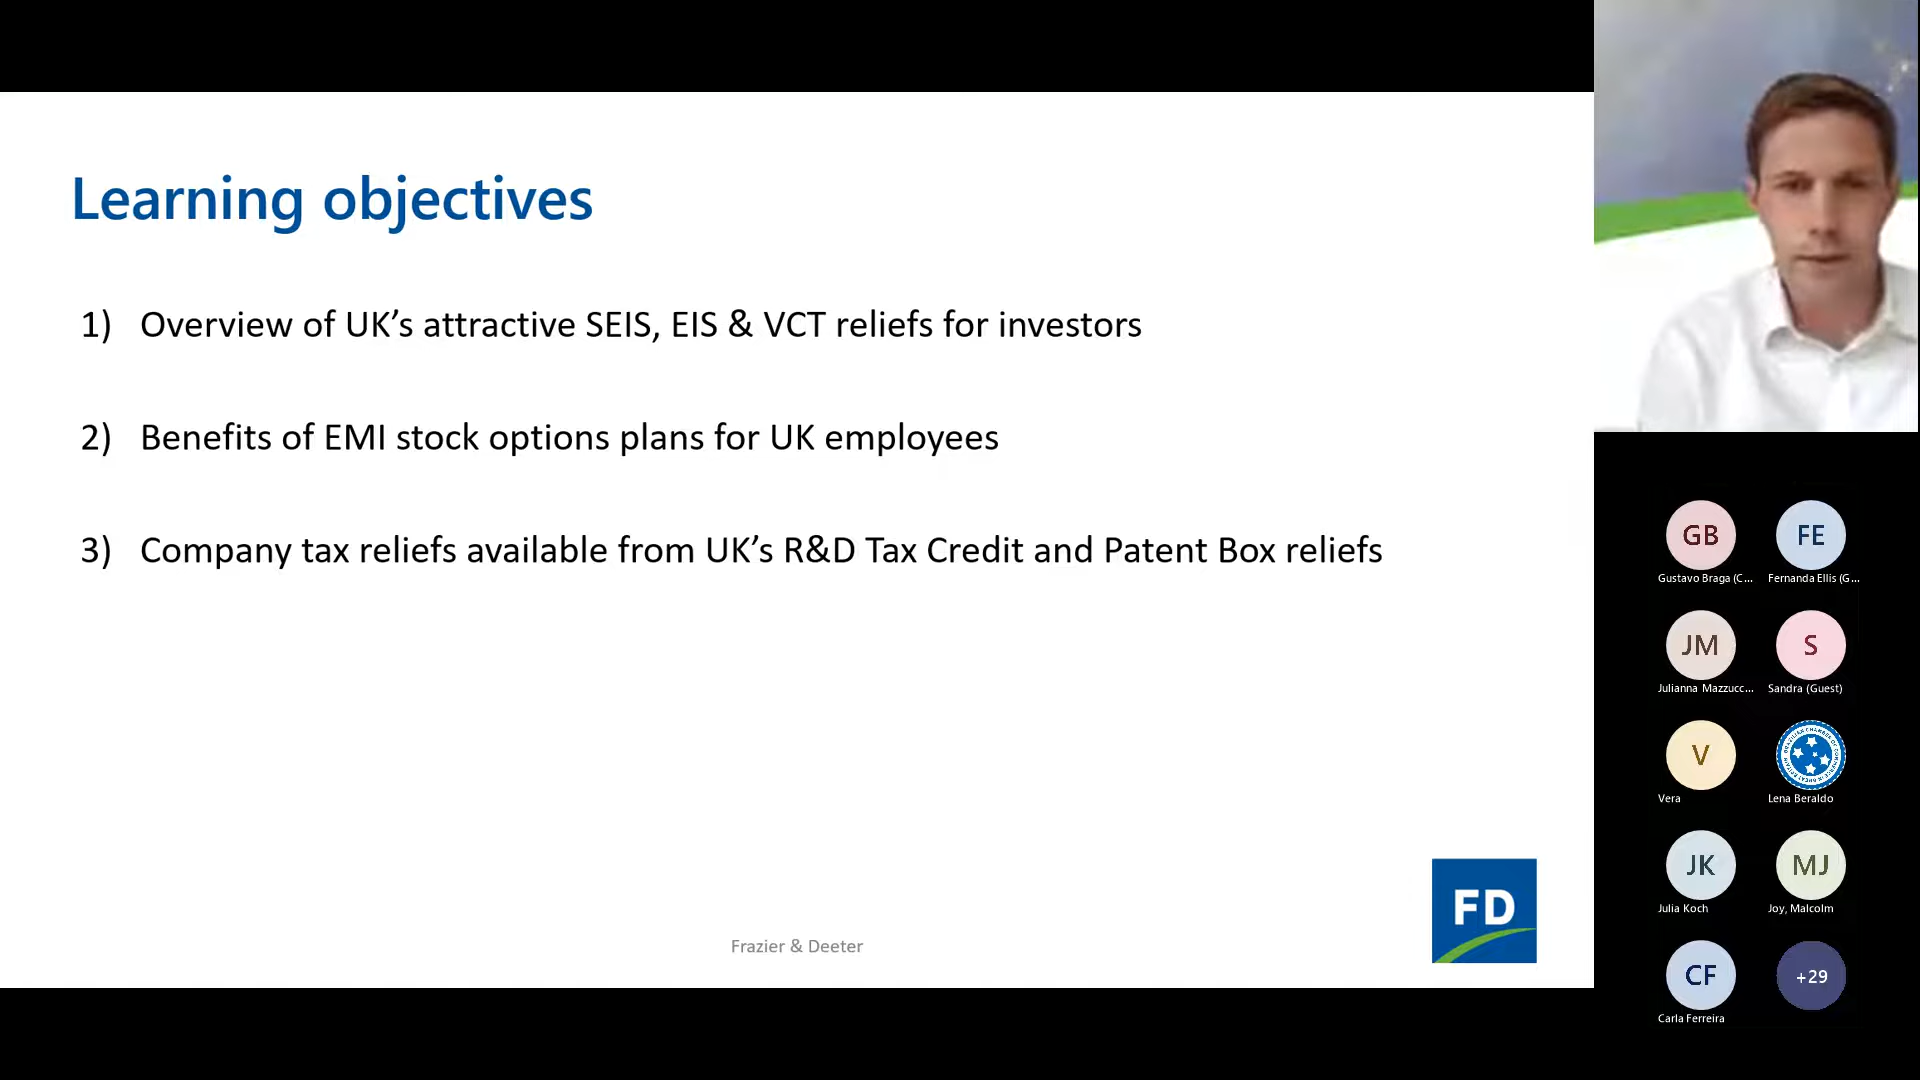 Learning objectives
1) Overview of UK’s attractive SEIS, EIS & VCT reliefs for investors
2) Benefits of EMI stock options plans for UK employees
3) Company tax reliefs available from UK’s R&D Tax Credit and Patent Box reliefs
FD
Frazier & Deeter
GB FE
Gustavo Braga (C... Fernanda Ellis (G...
JM S
Julianna Mazzucc... Sandra (Guest)
V
Vera Lena Beraldo
JK MJ
Julia Koch Joy, Malcolm
CF +29
Carla Ferreira